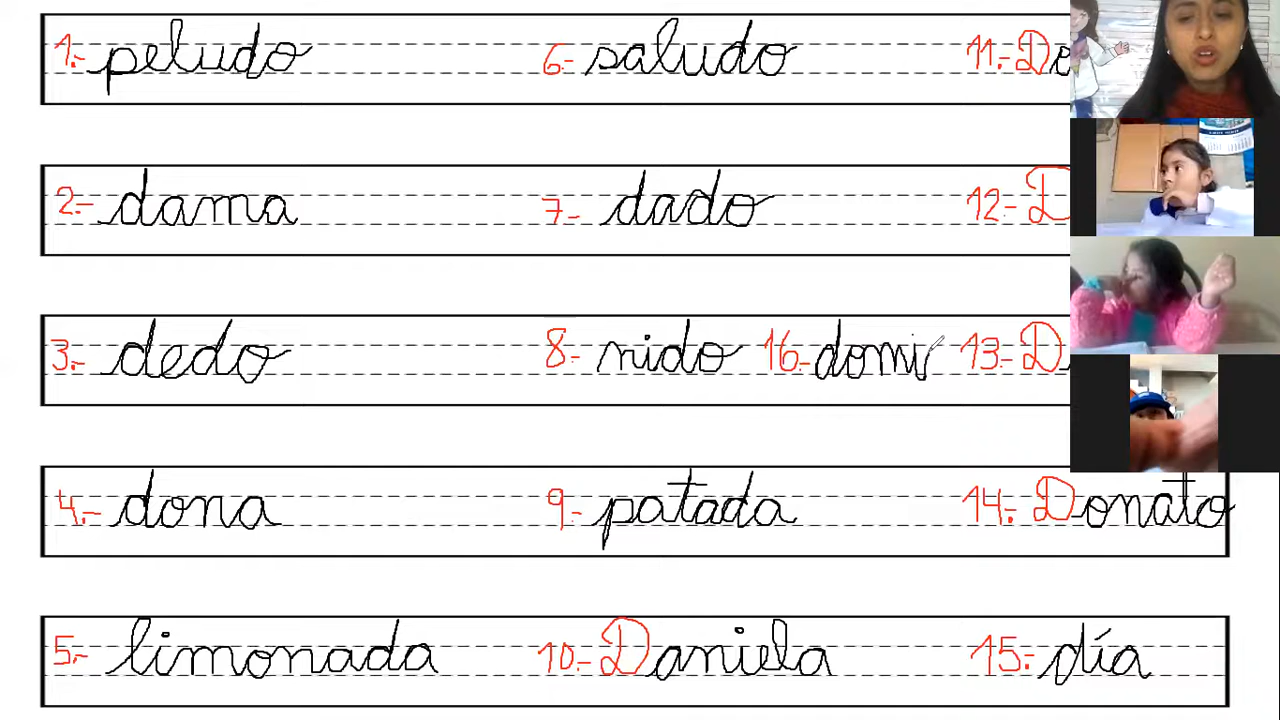 1.- peludo
6.- saludo
11.- D
2.- dama
7.- dado
12.- D
3.- dedo
8.- nido
16.- domi
13.- D
4.- dona
9.- patada
14.- Donato
5.- limonada
10.- Daniela
15.- día